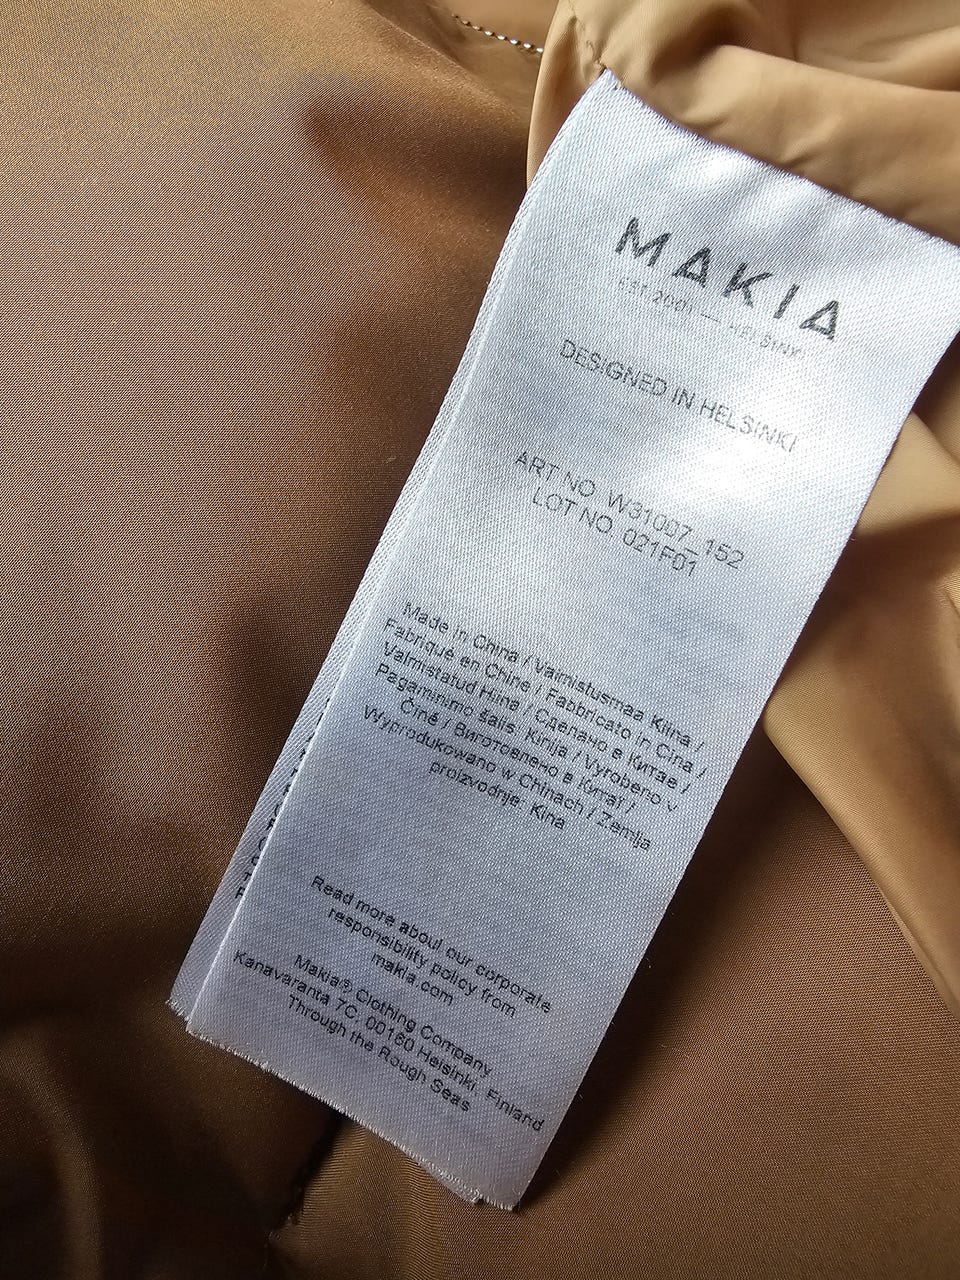 MAKIA
EST. 2001 — HELSINKI
DESIGNED IN HELSINKI
ART NO. W31007_152
LOT NO. 021F01
Made in China / Valmistusmaa Kiina /
Fabriqué en Chine / Fabbricato in Cina /
Valmistatud Hiina / Сделано в Китае /
Pagaminimo šalis: Kinija / Vyrobeno v
Číně / Виготовлено в Китаї /
Wyprodukowano w Chinach / Zemlja
proizvodnje: Kina
Read more about our corporate
responsibility policy from
makia.com
Makia® Clothing Company
Kanavaranta 7C, 00160 Helsinki, Finland
Through the Rough Seas